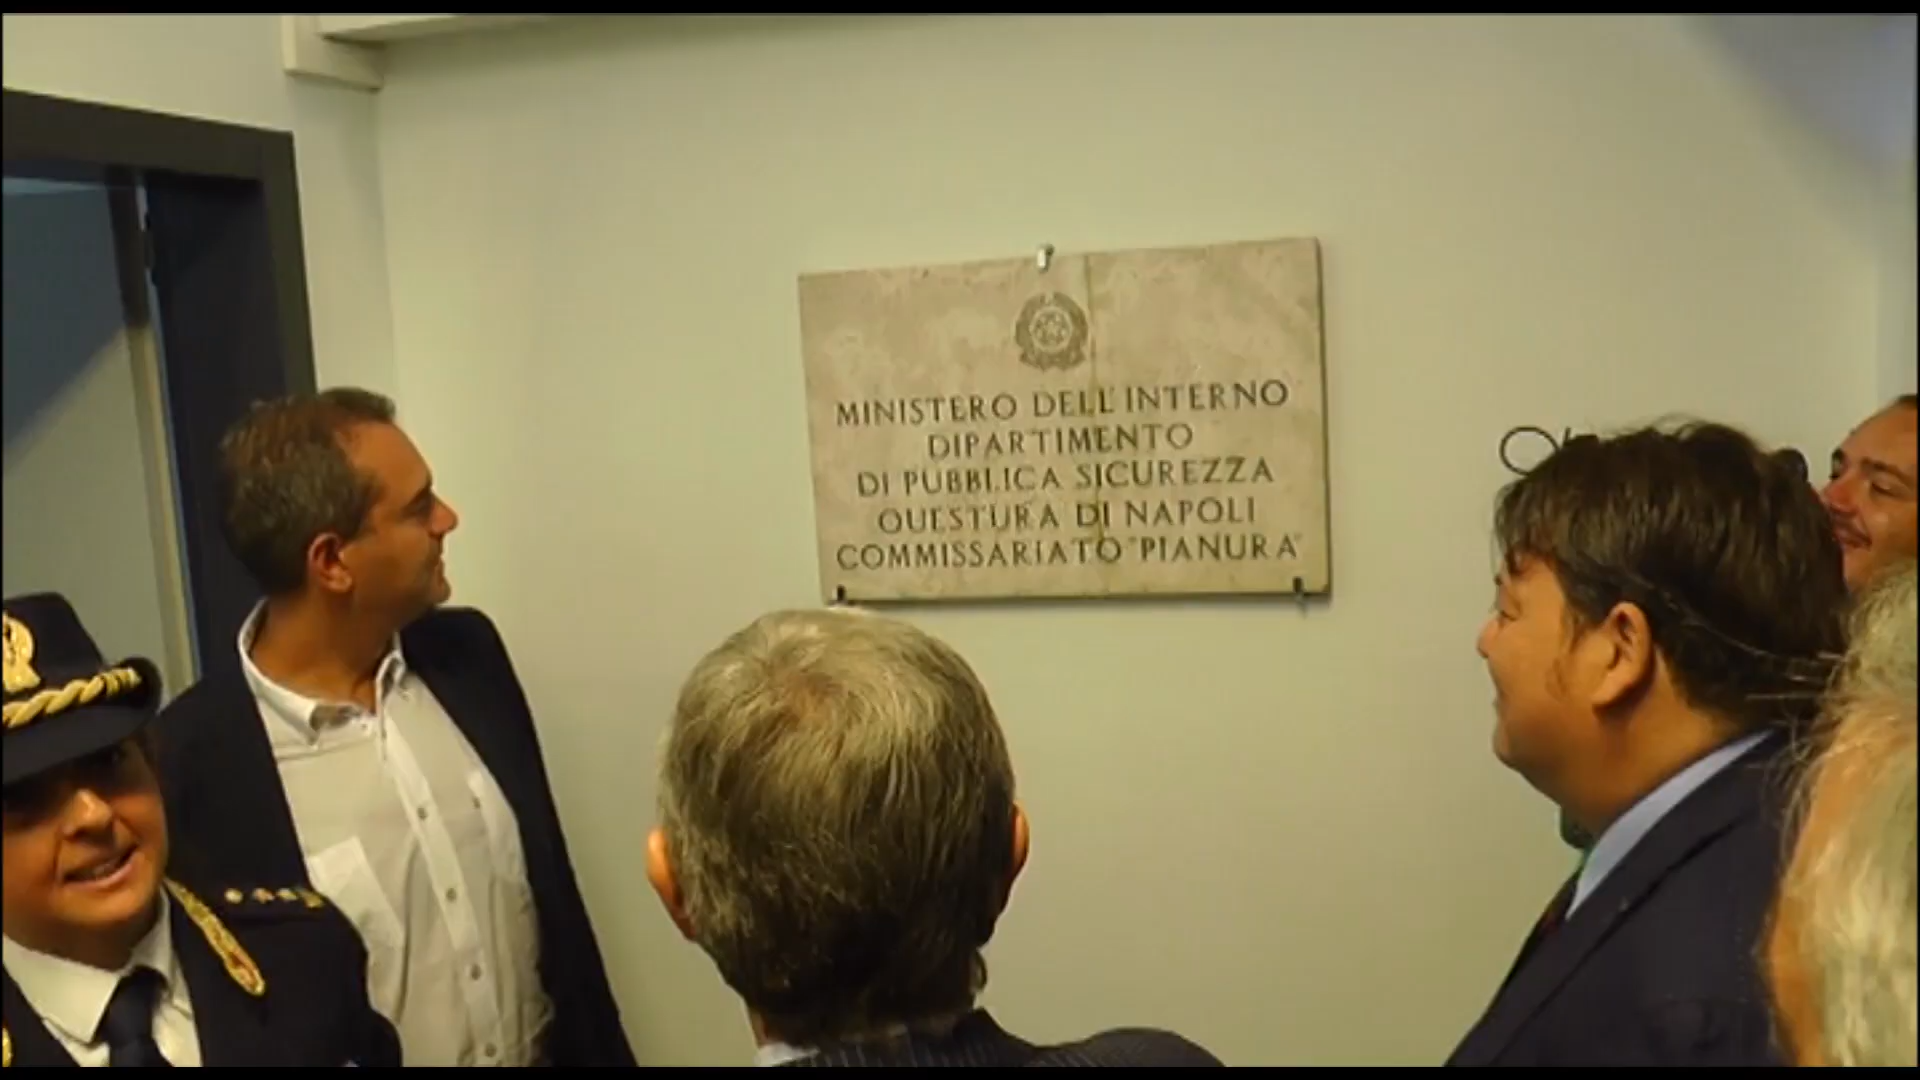 MINISTERO DELL'INTERNO
DIPARTIMENTO
DI PUBBLICA SICUREZZA
QUESTURA DI NAPOLI
COMMISSARIATO "PIANURA"